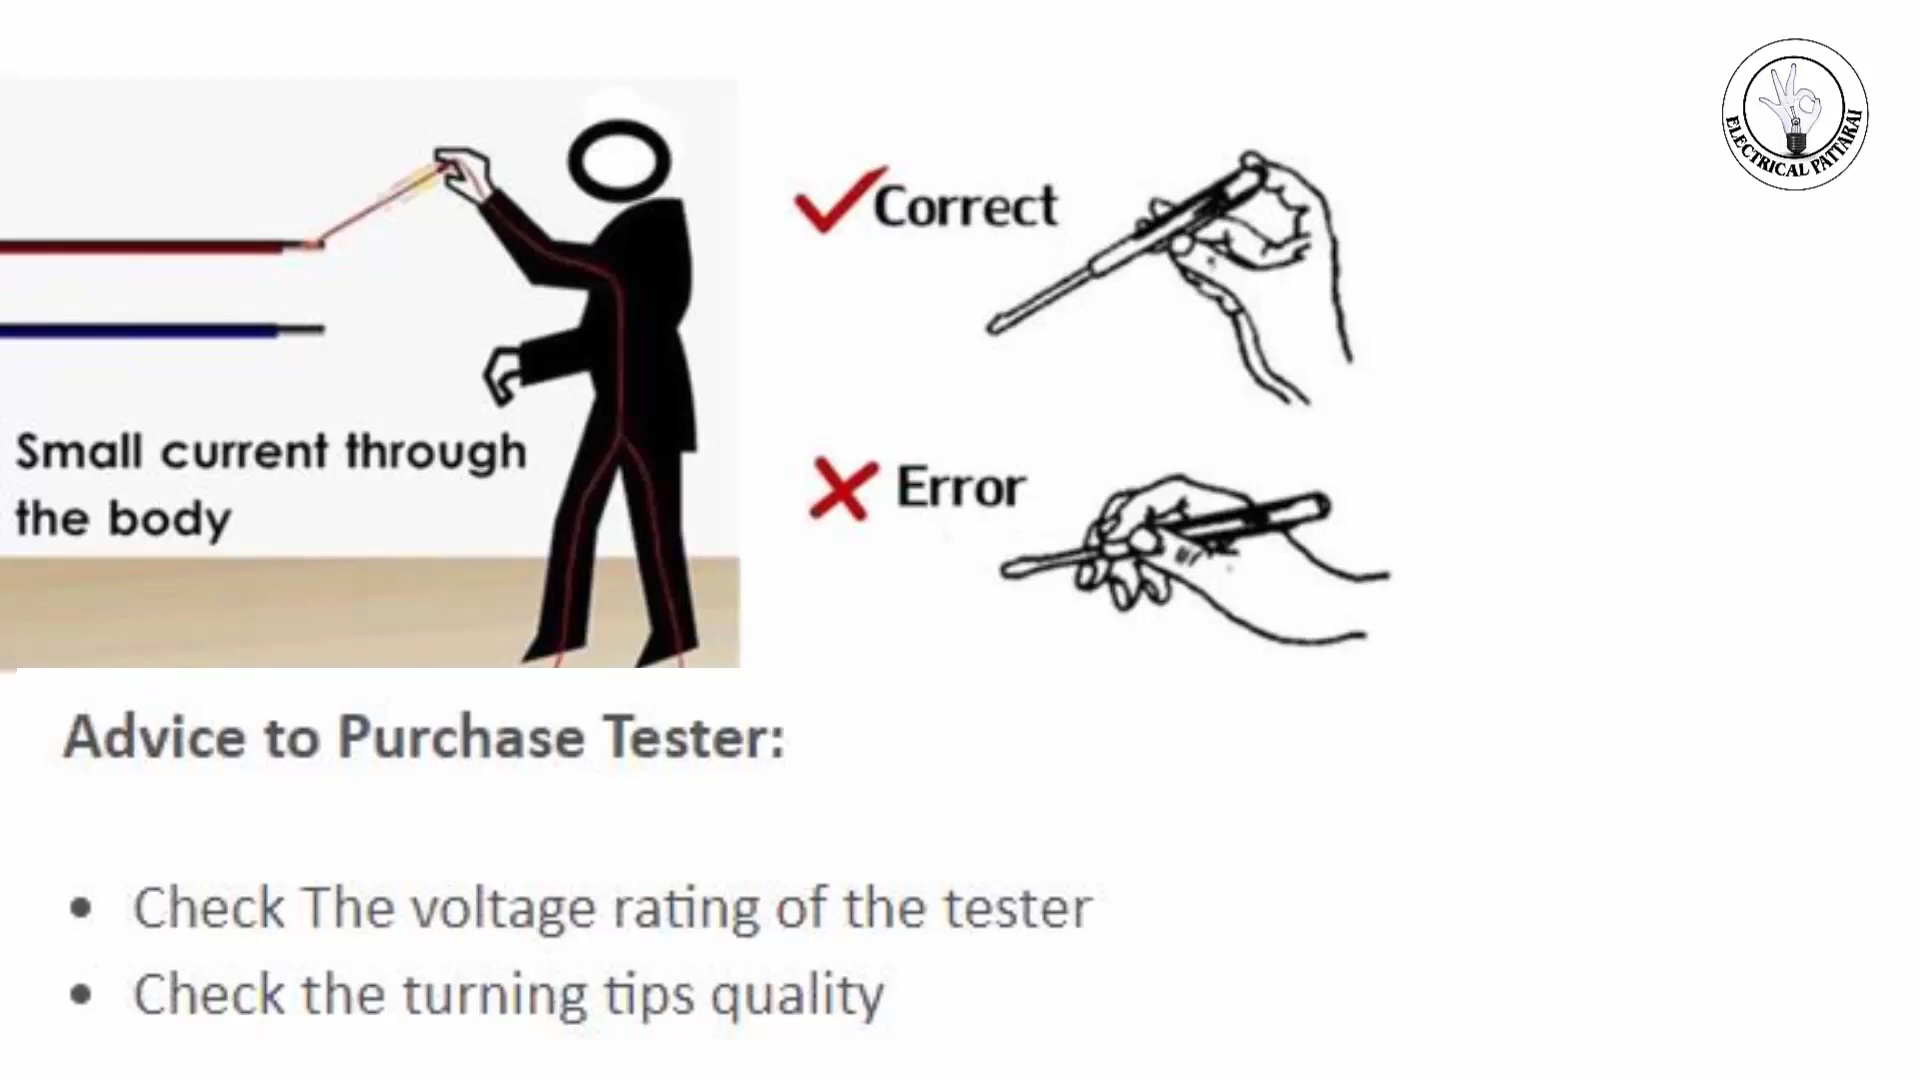 ELECTRICAL PATTARAI
Correct
Error
Small current through
the body
Advice to Purchase Tester:
• Check The voltage rating of the tester
• Check the turning tips quality